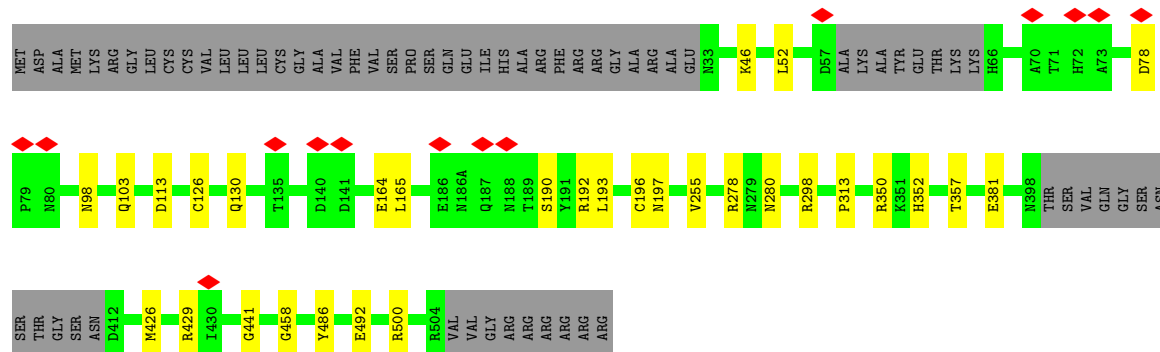 MET ASP ALA MET LYS ARG GLY LEU CYS CYS VAL LEU LEU LEU CYS GLY ALA VAL PHE VAL SER PRO SER GLN GLU ILE HIS ALA ARG PHE ARG ARG GLY ALA ARG ALA GLU N33 K46 L52 D57 ALA LYS ALA TYR GLU THR LYS LYS H66 A70 T71 H72 A73 D78
P79 N80 N98 Q103 D113 C126 Q130 T135 D140 D141 E164 L165 E186 N186A Q187 N188 T189 S190 Y191 R192 L193 C196 N197 V255 R278 N279 N280 R298 P313 R350 K351 H352 T357 E381 N398 THR SER VAL GLN GLY SER ASN
SER THR GLY SER ASN D412 M426 R429 I430 G441 G458 Y486 E492 R500 R504 VAL VAL GLY ARG ARG ARG ARG ARG ARG